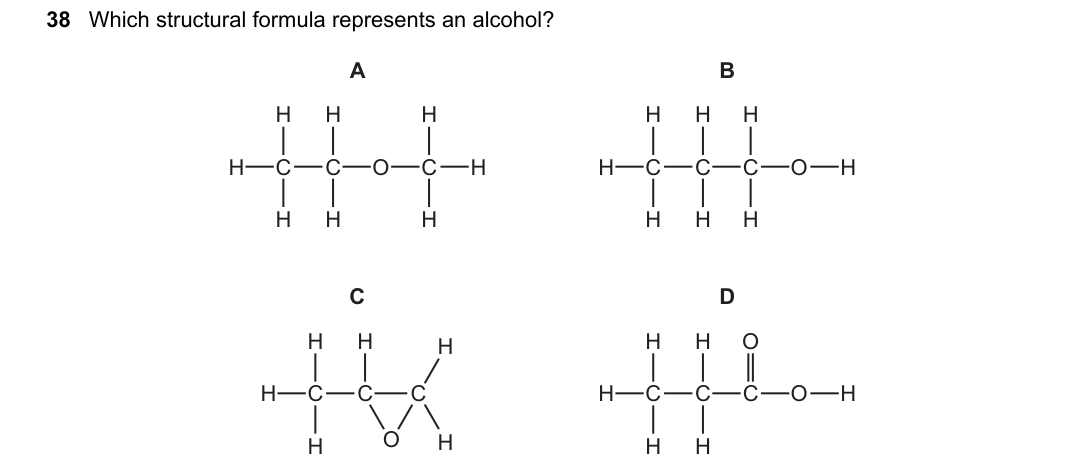 38 Which structural formula represents an alcohol?
A B
H H H H H H
H C C O C H H C C C O H
H H H H H H
C D
H H H H H O
H C C C H C C C O H
H O H H H